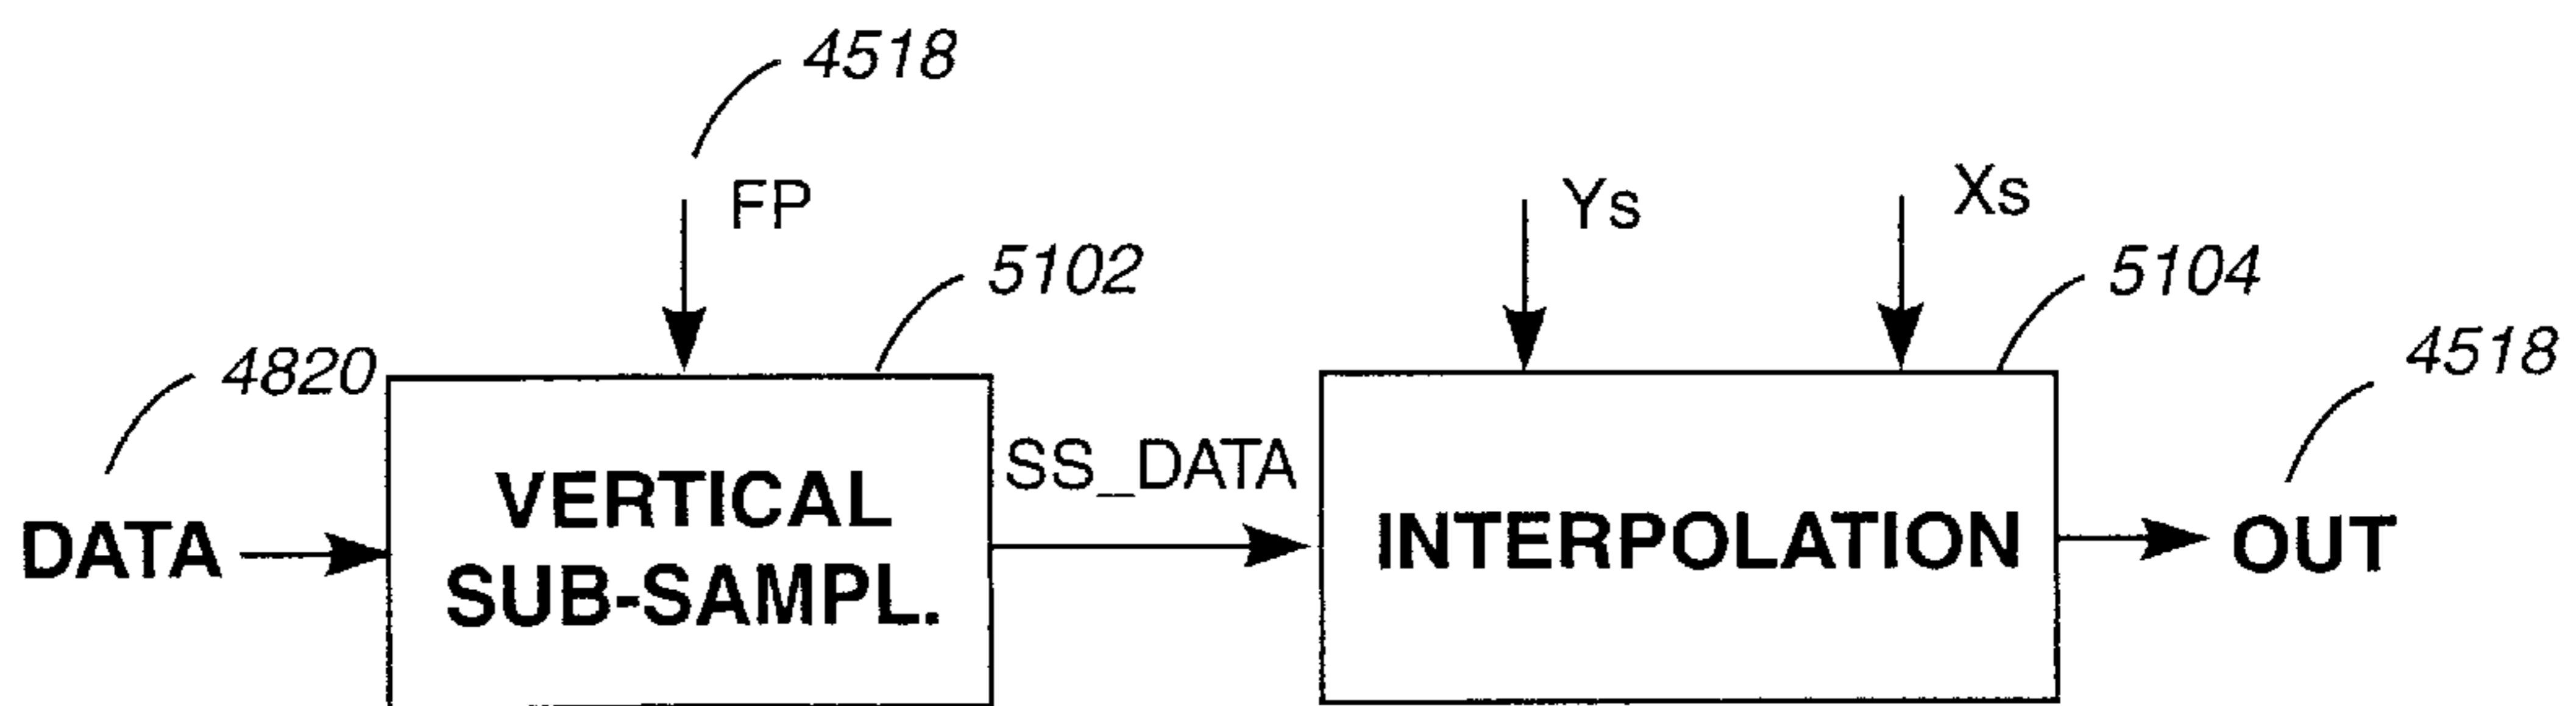 4518
FP
Ys
Xs
5102
5104
4820
4518
SS_DATA
VERTICAL
SUB-SAMPL.
DATA
INTERPOLATION
OUT